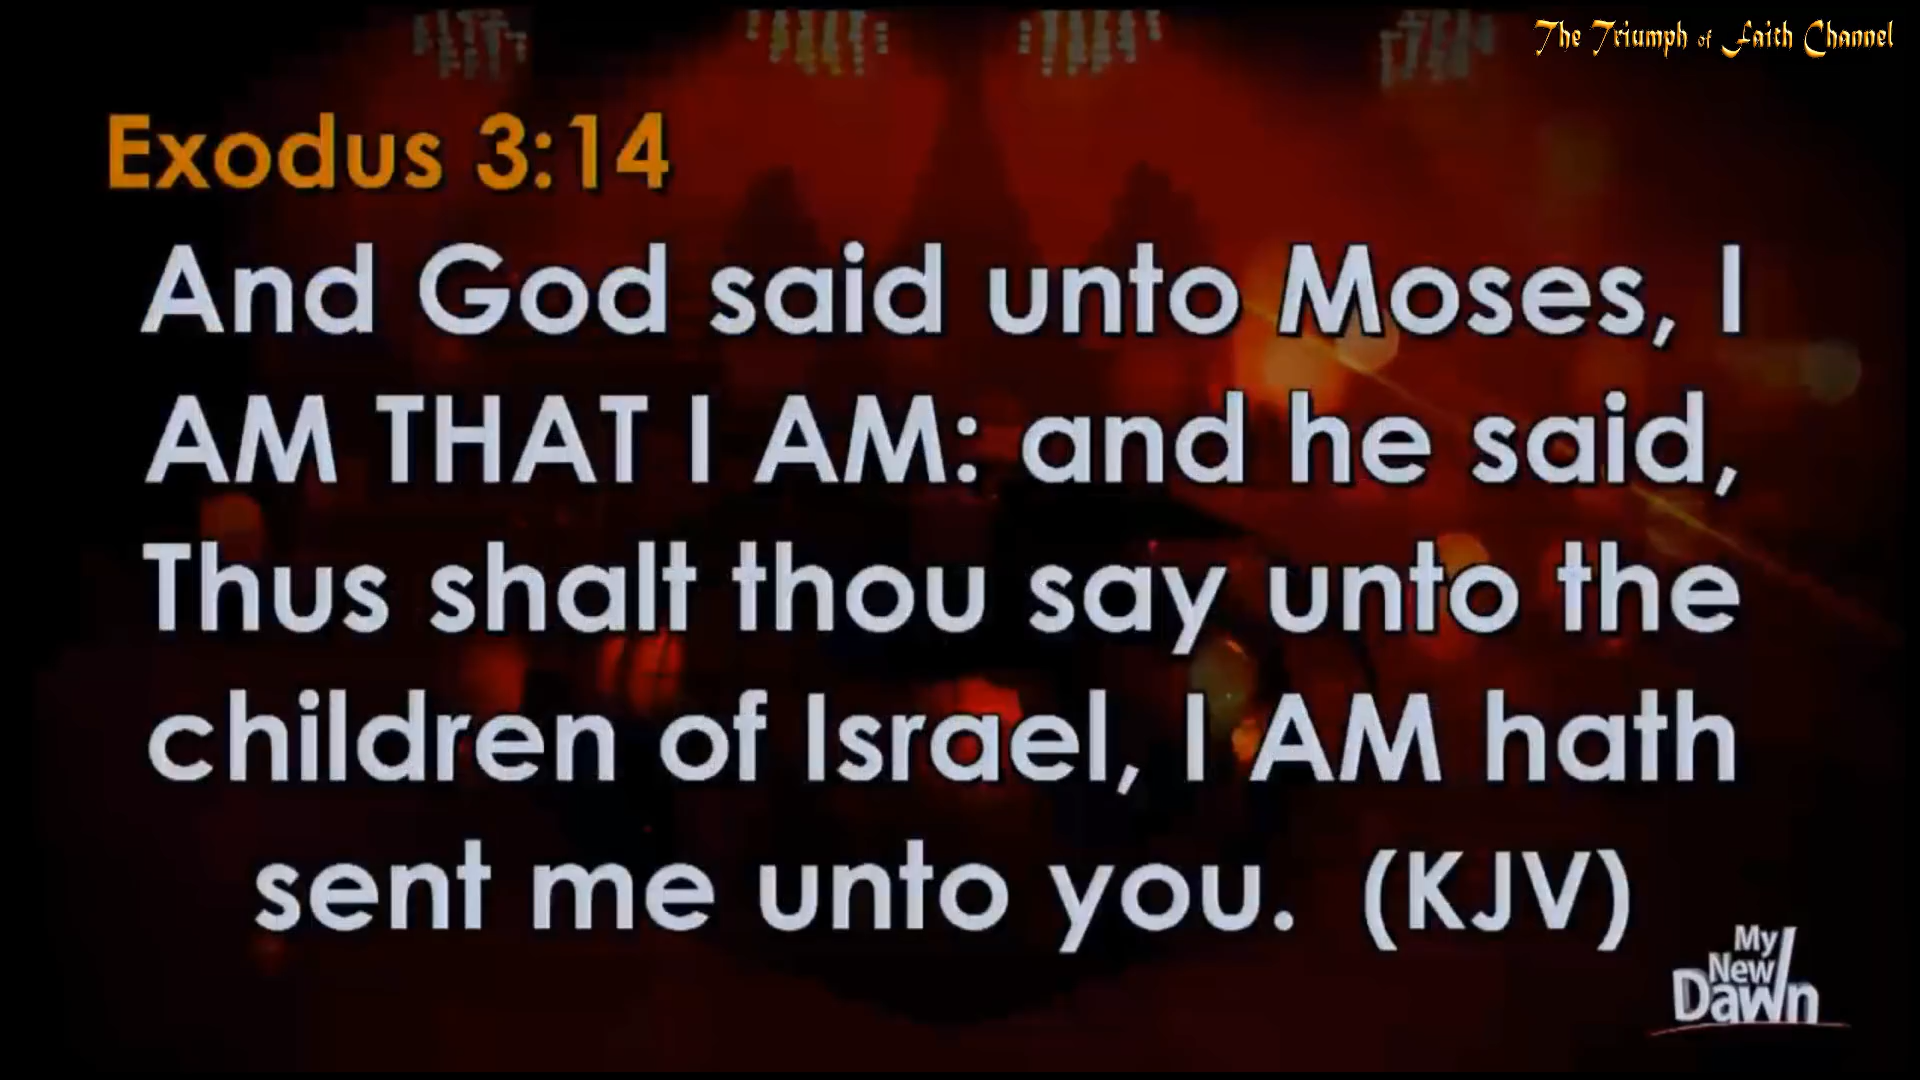 The Triumph of Faith Channel
Exodus 3:14
And God said unto Moses, I
AM THAT I AM: and he said,
Thus shalt thou say unto the
children of Israel, I AM hath
sent me unto you. (KJV)
My
New
Dawn